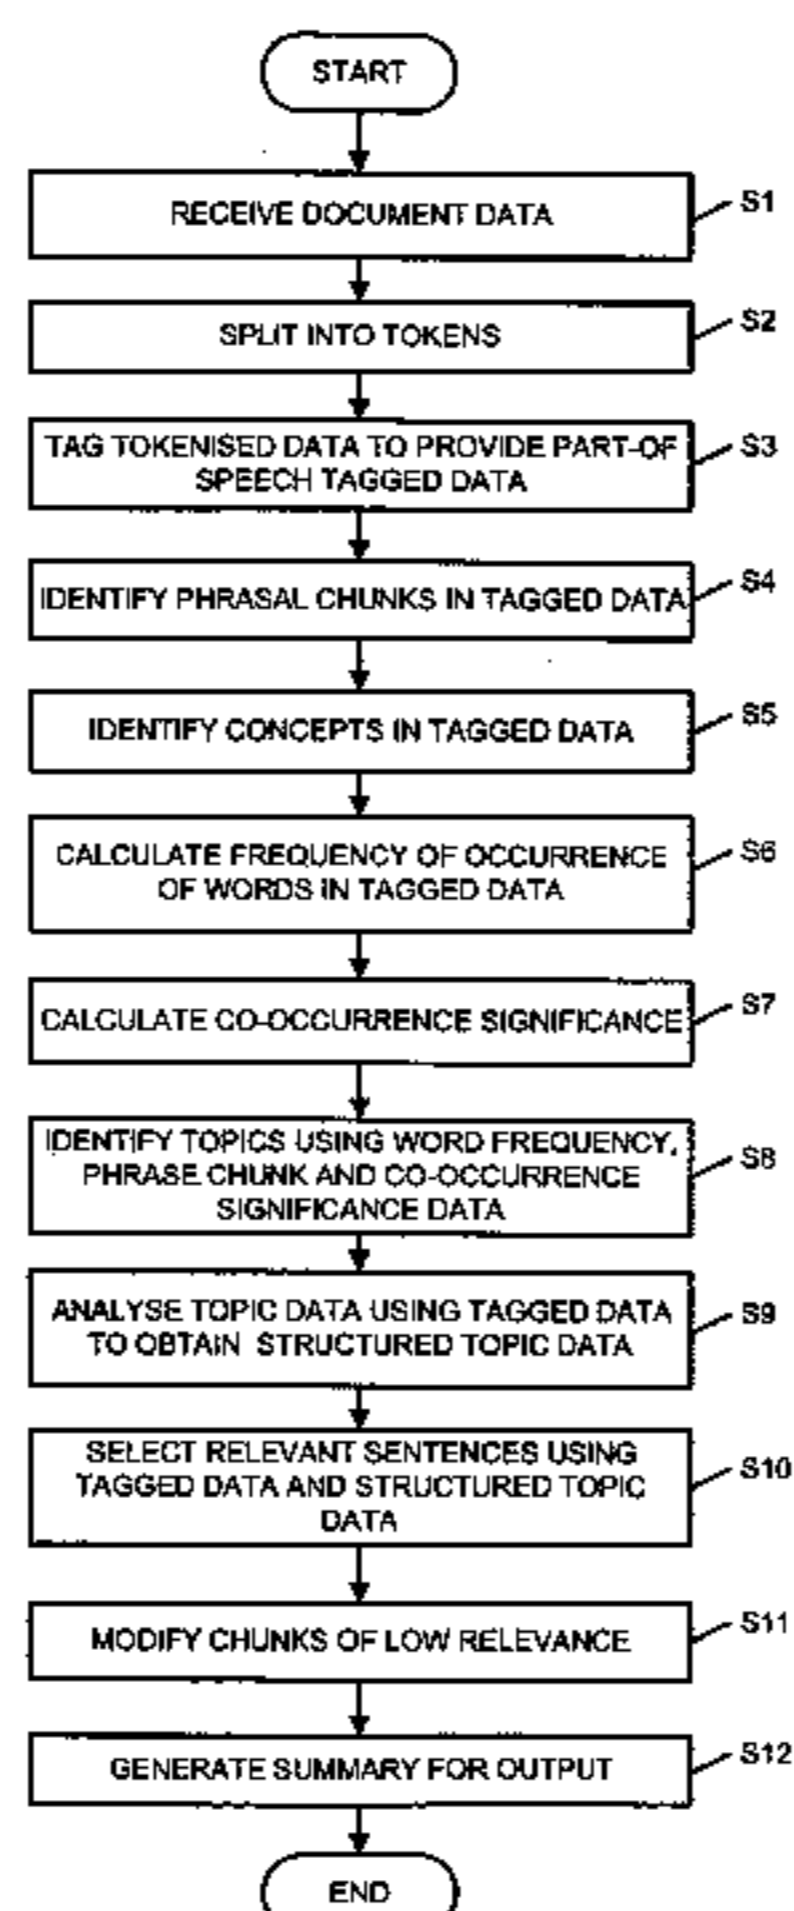 START
RECEIVE DOCUMENT DATA
S1
SPLIT INTO TOKENS
S2
TAG TOKENISED DATA TO PROVIDE PART-OF
SPEECH TAGGED DATA
S3
IDENTIFY PHRASAL CHUNKS IN TAGGED DATA
S4
IDENTIFY CONCEPTS IN TAGGED DATA
S5
CALCULATE FREQUENCY OF OCCURRENCE
OF WORDS IN TAGGED DATA
S6
CALCULATE CO-OCCURRENCE SIGNIFICANCE
S7
IDENTIFY TOPICS USING WORD FREQUENCY,
PHRASE CHUNK AND CO-OCCURRENCE
SIGNIFICANCE DATA
S8
ANALYSE TOPIC DATA USING TAGGED DATA
TO OBTAIN STRUCTURED TOPIC DATA
S9
SELECT RELEVANT SENTENCES USING
TAGGED DATA AND STRUCTURED TOPIC
DATA
S10
MODIFY CHUNKS OF LOW RELEVANCE
S11
GENERATE SUMMARY FOR OUTPUT
S12
END